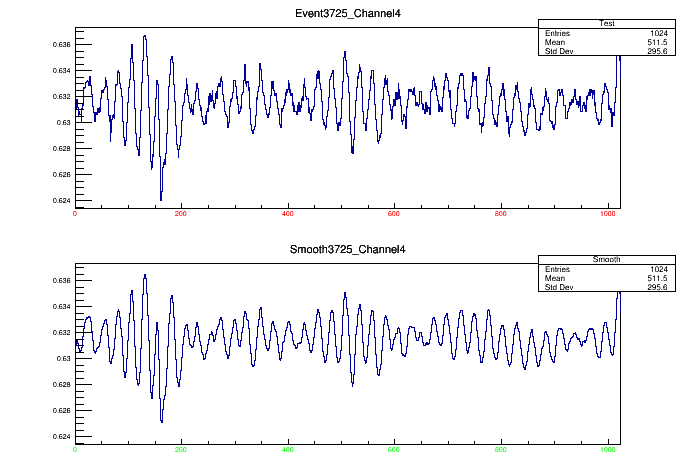 Event3725_Channel4
Test
Entries 1024
Mean 511.5
Std Dev 295.6
0.636
0.634
0.632
0.63
0.628
0.626
0.624
0 200 400 600 800 1000
Smooth3725_Channel4
Smooth
Entries 1024
Mean 511.5
Std Dev 295.6
0.636
0.634
0.632
0.63
0.628
0.626
0.624
0 200 400 600 800 1000